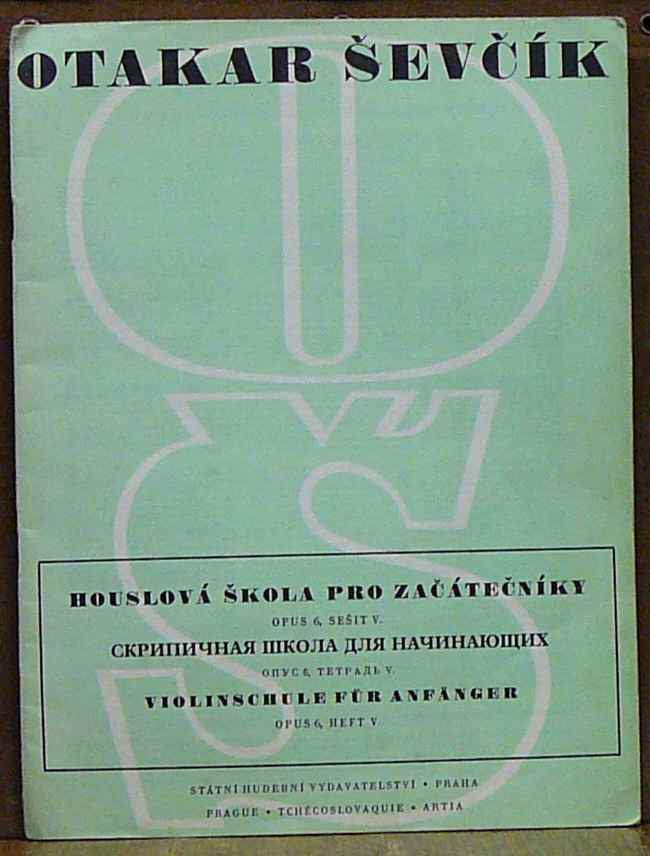 OTAKAR ŠEVČÍK
OŠ
HOUSLOVÁ ŠKOLA PRO ZAČÁTEČNÍKY
OPUS 6, SEŠIT V.
СКРИПИЧНАЯ ШКОЛА ДЛЯ НАЧИНАЮЩИХ
ОПУС 6, ТЕТРАДЬ V.
VIOLINSCHULE FÜR ANFÄNGER
OPUS 6, HEFT V.
STÁTNÍ HUDEBNÍ VYDAVATELSTVÍ • PRAHA
PRAGUE • TCHÉCOSLOVAQUIE • ARTIA